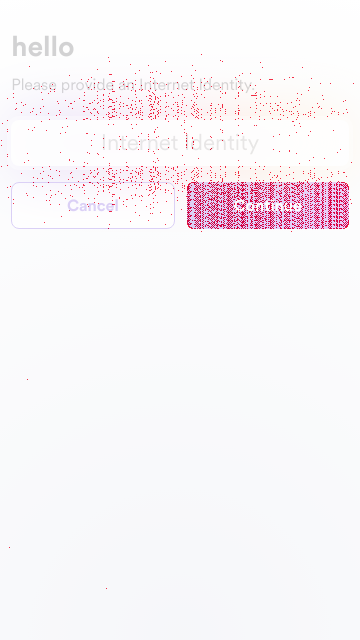 hello
Please provide an Internet Identity.
Internet Identity
Cancel
Continue